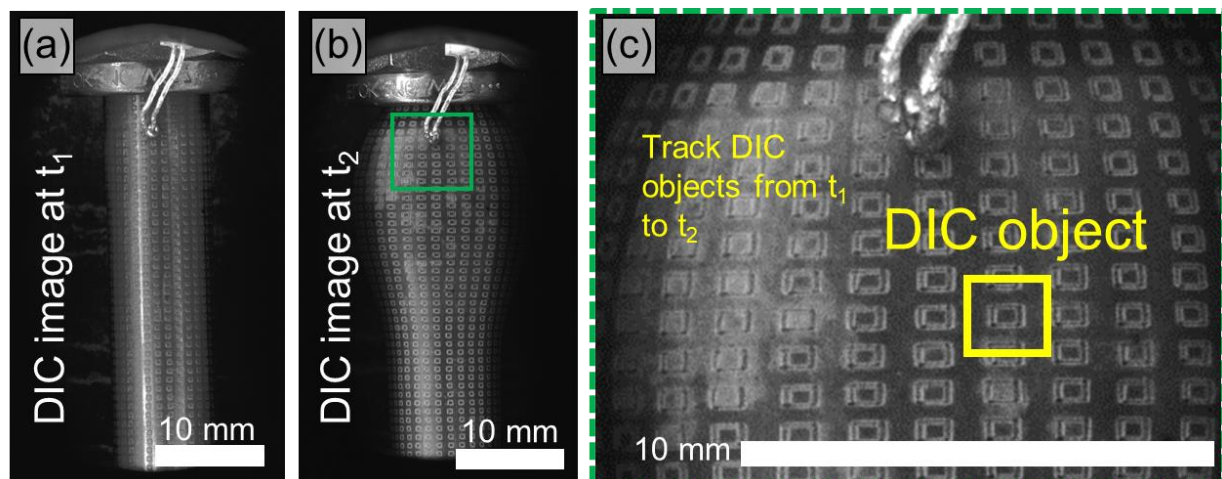 (a)
DIC image at t1
10 mm
(b)
DIC image at t2
10 mm
(c)
Track DIC
objects from t1
to t2
DIC object
10 mm